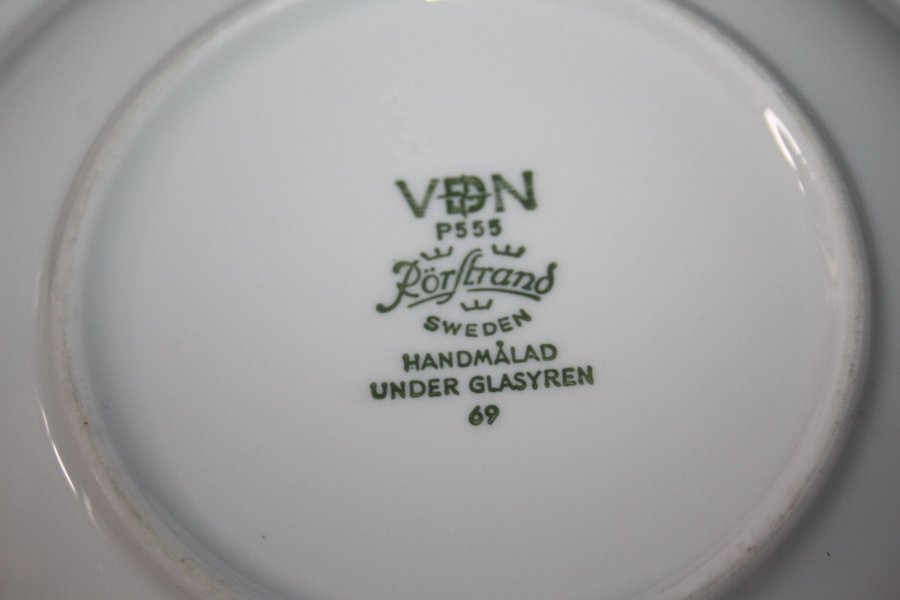 VDN
P555
Rörstrand
SWEDEN
HANDMÅLAD
UNDER GLASYREN
69